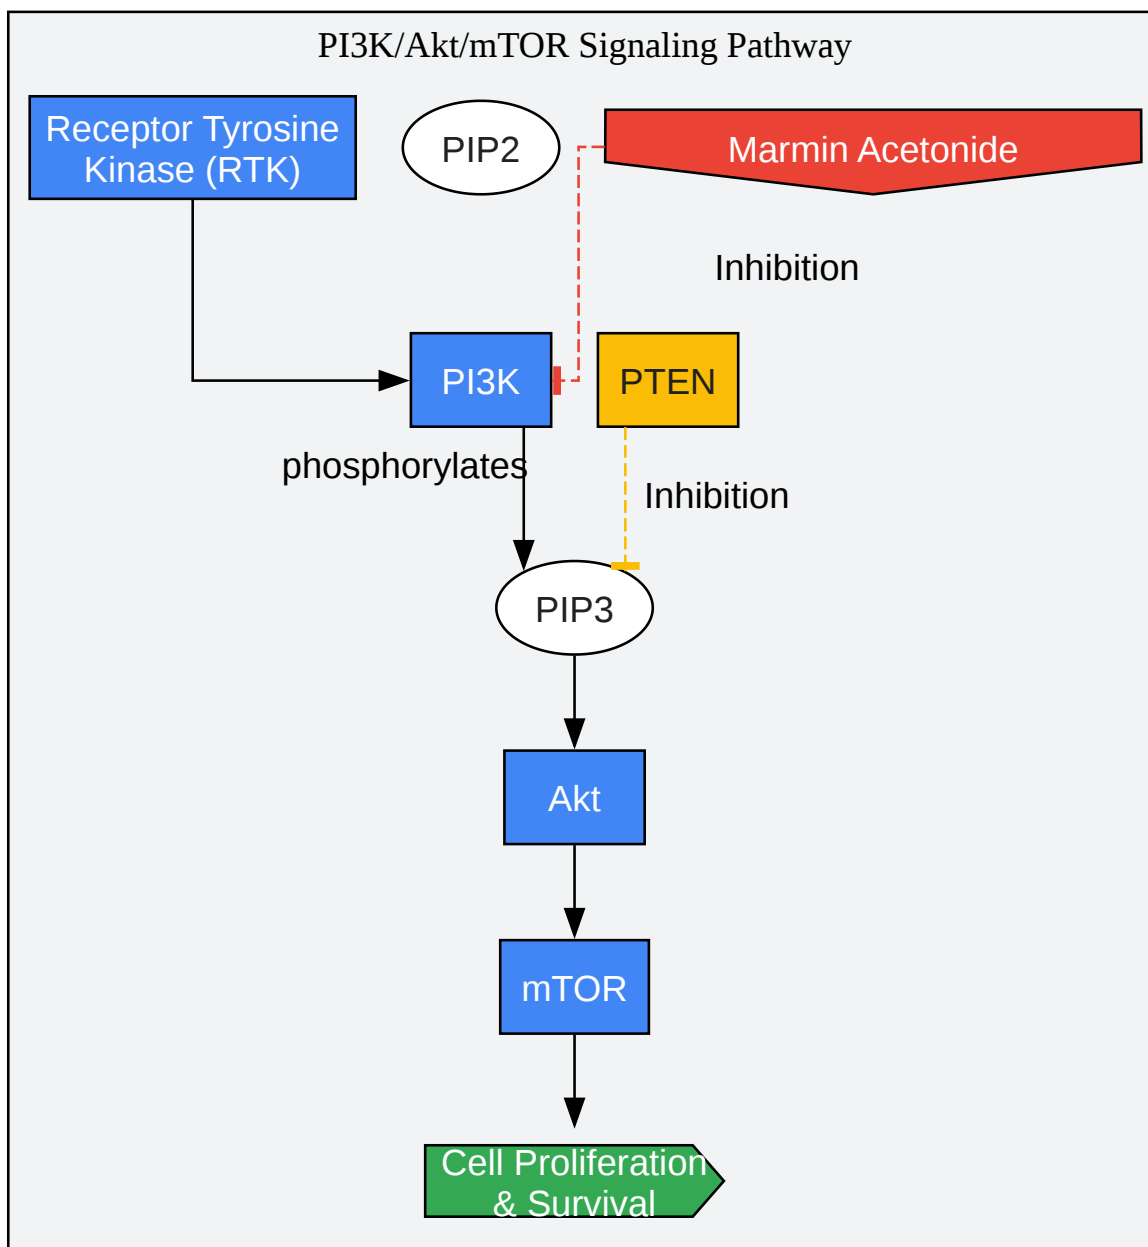 PI3K/Akt/mTOR Signaling Pathway
Receptor Tyrosine
Kinase (RTK)
PIP2
Marmin Acetonide
Inhibition
PI3K
PTEN
phosphorylates
Inhibition
PIP3
Akt
mTOR
Cell Proliferation
& Survival